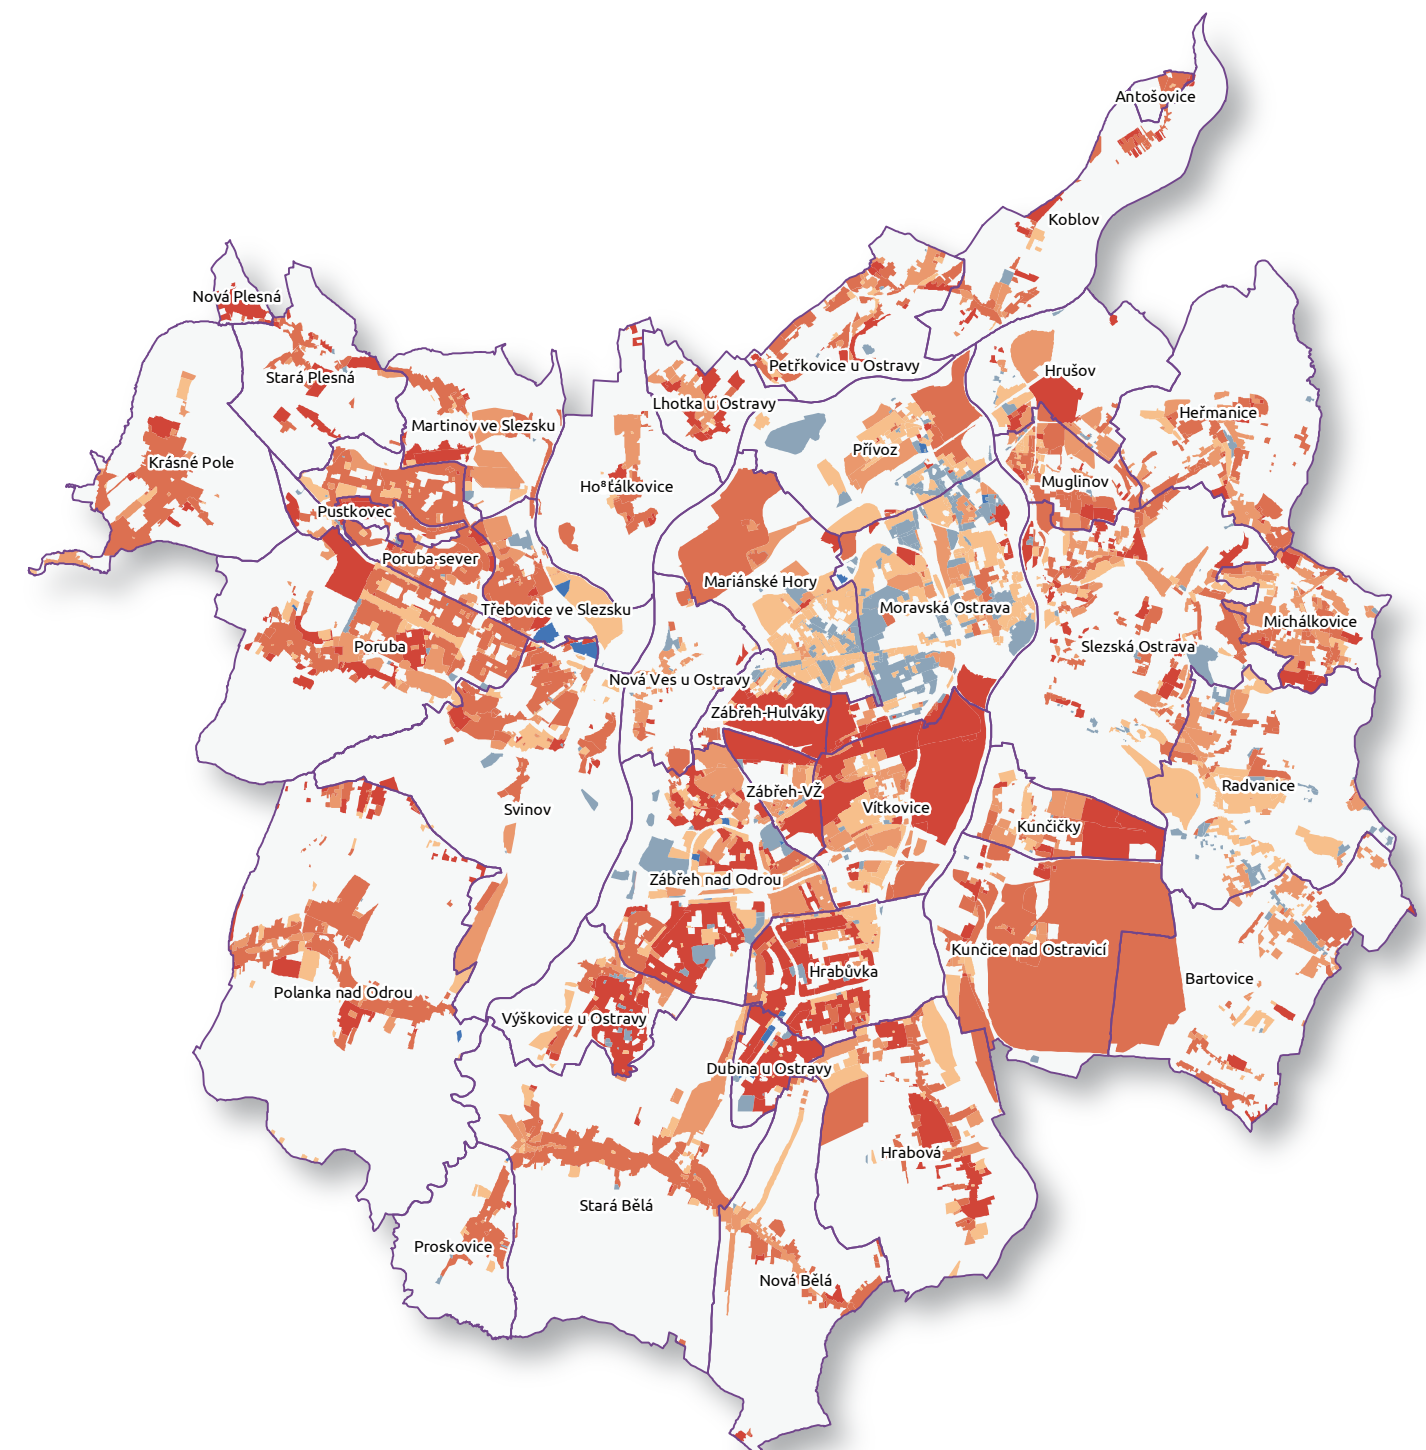 Antošovice
Koblov
Nová Plesná
Petřkovice u Ostravy
Hrušov
Stará Plesná
Lhotka u Ostravy
Heřmanice
Martinov ve Slezsku
Přívoz
Krásné Pole
Muglinov
Pustkovec
Poruba-sever
Mariánské Hory
Třebovice ve Slezsku
Moravská Ostrava
Michálkovice
Poruba
Slezská Ostrava
Nová Ves u Ostravy
Zábřeh-Hulváky
Radvanice
Zábřeh-VŽ
Svinov
Vítkovice
Kunčičky
Zábřeh nad Odrou
Kunčice nad Ostravicí
Hrabůvka
Bartovice
Polanka nad Odrou
Výškovice u Ostravy
Dubina u Ostravy
Hrabová
Stará Bělá
Proskovice
Nová Bělá